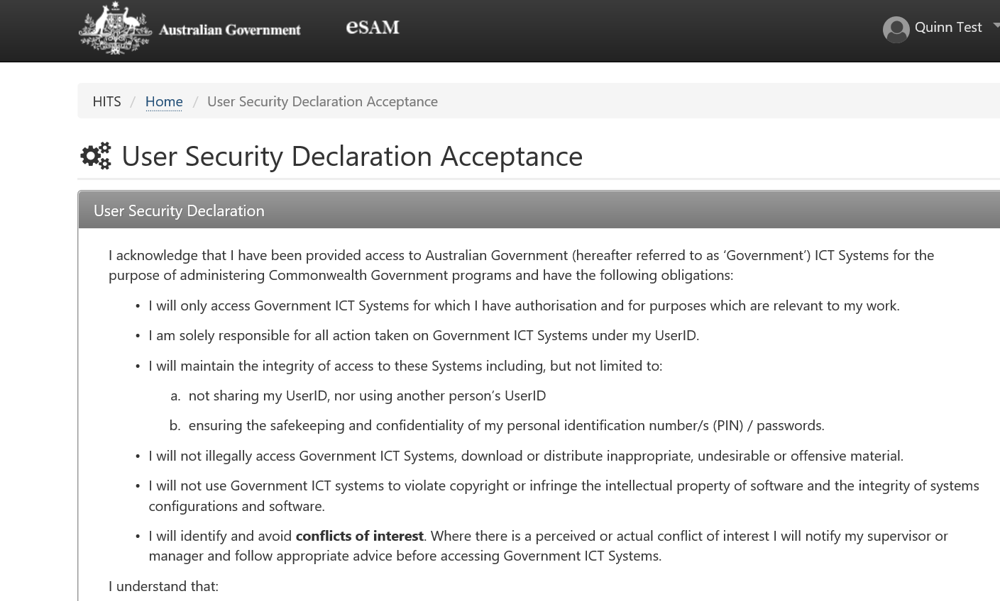 Australian Government
eSAM
Quinn Test
HITS / Home / User Security Declaration Acceptance
User Security Declaration Acceptance
User Security Declaration
I acknowledge that I have been provided access to Australian Government (hereafter referred to as ‘Government’) ICT Systems for the
purpose of administering Commonwealth Government programs and have the following obligations:
• I will only access Government ICT Systems for which I have authorisation and for purposes which are relevant to my work.
• I am solely responsible for all action taken on Government ICT Systems under my UserID.
• I will maintain the integrity of access to these Systems including, but not limited to:
a. not sharing my UserID, nor using another person’s UserID
b. ensuring the safekeeping and confidentiality of my personal identification number/s (PIN) / passwords.
• I will not illegally access Government ICT Systems, download or distribute inappropriate, undesirable or offensive material.
• I will not use Government ICT systems to violate copyright or infringe the intellectual property of software and the integrity of systems
configurations and software.
• I will identify and avoid conflicts of interest. Where there is a perceived or actual conflict of interest I will notify my supervisor or
manager and follow appropriate advice before accessing Government ICT Systems.
I understand that: